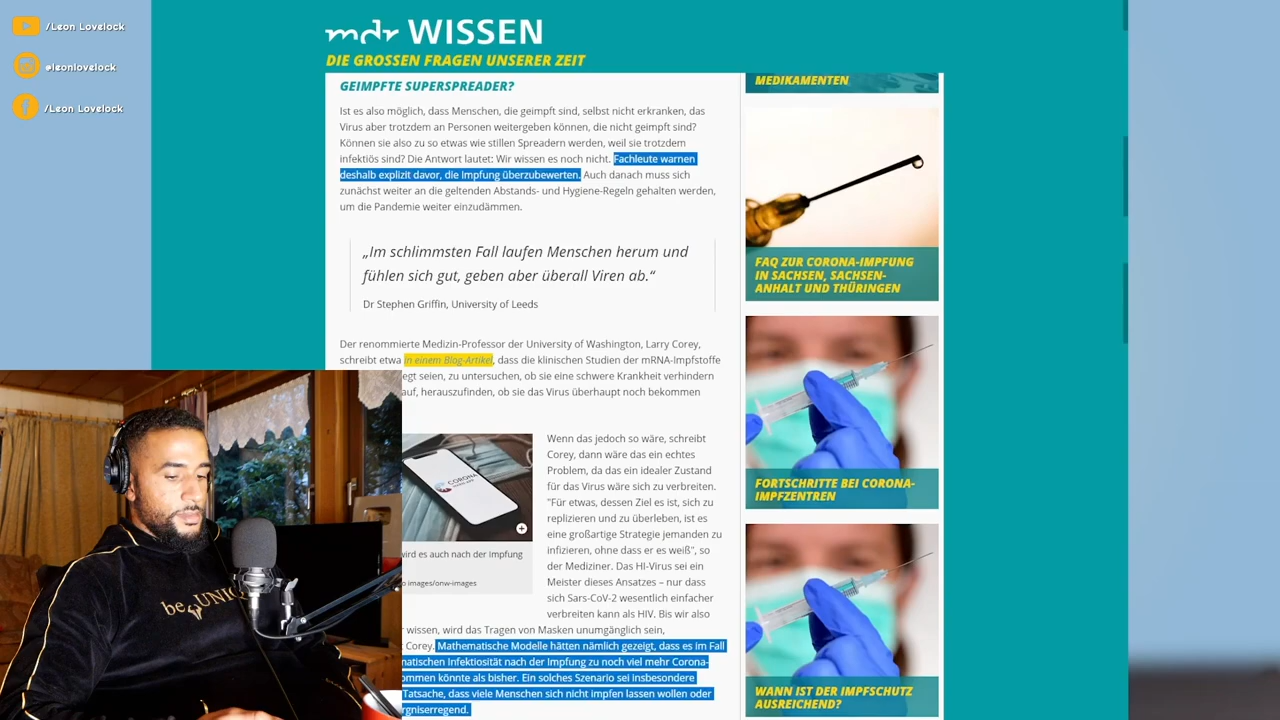 /Leon Lovelock
@leonlovelock
/Leon Lovelock
mdr WISSEN
DIE GROSSEN FRAGEN UNSERER ZEIT
GEIMPFTE SUPERSPREADER?
Ist es also möglich, dass Menschen, die geimpft sind, selbst nicht erkranken, das
Virus aber trotzdem an Personen weitergeben können, die nicht geimpft sind?
Können sie also zu so etwas wie stillen Spreadern werden, weil sie trotzdem
infektiös sind? Die Antwort lautet: Wir wissen es noch nicht. Fachleute warnen
deshalb explizit davor, die Impfung überzubewerten. Auch danach muss sich
zunächst weiter an die geltenden Abstands- und Hygiene-Regeln gehalten werden,
um die Pandemie weiter einzudämmen.
„Im schlimmsten Fall laufen Menschen herum und
fühlen sich gut, geben aber überall Viren ab.“
Dr Stephen Griffin, University of Leeds
Der renommierte Medizin-Professor der University of Washington, Larry Corey,
schreibt etwa in einem Blog-Artikel, dass die klinischen Studien der mRNA-Impfstoffe
egt seien, zu untersuchen, ob sie eine schwere Krankheit verhindern
auf, herauszufinden, ob sie das Virus überhaupt noch bekommen
CORONA
wird es auch nach der Impfung
o images/onw-images
Wenn das jedoch so wäre, schreibt
Corey, dann wäre das ein echtes
Problem, da das ein idealer Zustand
für das Virus wäre sich zu verbreiten.
"Für etwas, dessen Ziel es ist, sich zu
replizieren und zu überleben, ist es
eine großartige Strategie jemanden zu
infizieren, ohne dass er es weiß", so
der Mediziner. Das HI-Virus sei ein
Meister dieses Ansatzes – nur dass
sich Sars-CoV-2 wesentlich einfacher
verbreiten kann als HIV. Bis wir also
r wissen, wird das Tragen von Masken unumgänglich sein,
Corey. Mathematische Modelle hätten nämlich gezeigt, dass es im Fall
matischen Infektiosität nach der Impfung zu noch viel mehr Corona-
ommen könnte als bisher. Ein solches Szenario sei insbesondere
Tatsache, dass viele Menschen sich nicht impfen lassen wollen oder
rgniserregend.
MEDIKAMENTEN
FAQ ZUR CORONA-IMPFUNG
IN SACHSEN, SACHSEN-
ANHALT UND THÜRINGEN
FORTSCHRITTE BEI CORONA-
IMPFZENTREN
WANN IST DER IMPFSCHUTZ
AUSREICHEND?
be UNIQ